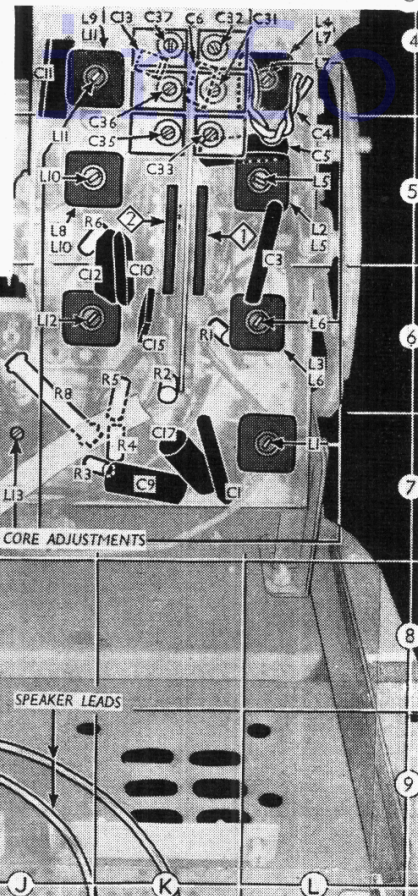 L9 C13 C37 C6 C32 C31 L4
L11 L7
4
C11
L7
L11
C36
C35
C33
C4
C5
L10
L5
5
L8
L10
R6
2
1
L2
L5
C12
C10
C3
L12
C15
R1
L6
6
L3
L6
R2
R8
R5
R4
C17
L1
R3
C9
C1
7
L13
CORE ADJUSTMENTS
8
SPEAKER LEADS
9
J K L